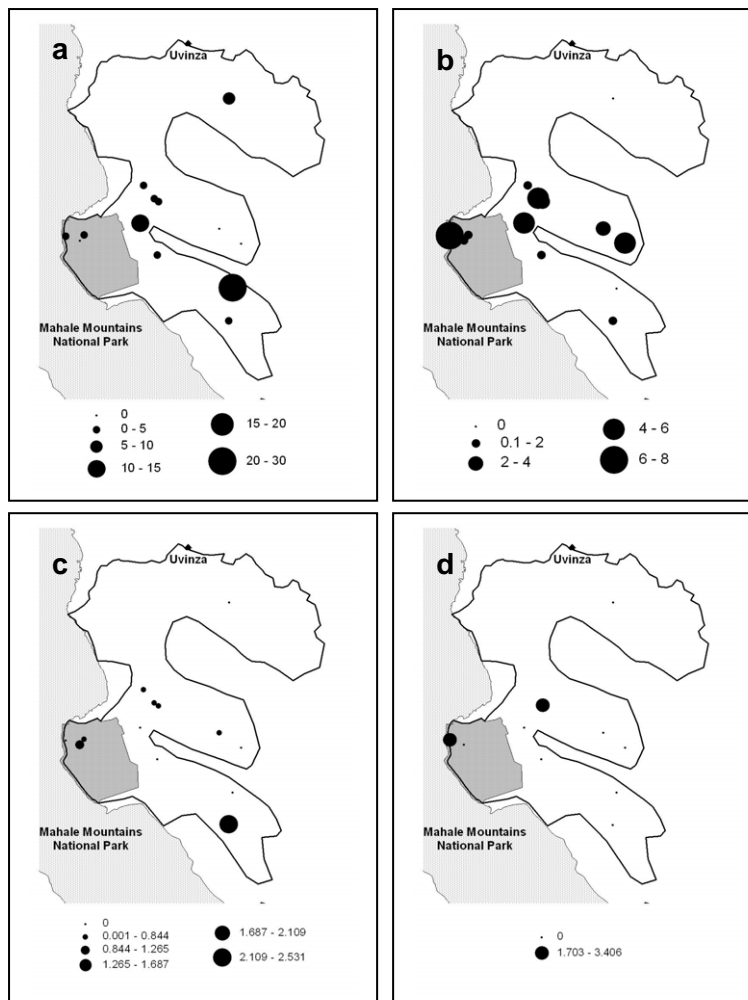 a
Uvinza
Mahale Mountains
National Park
0
0 - 5
5 - 10
10 - 15
15 - 20
20 - 30
b
Uvinza
Mahale Mountains
National Park
0
0.1 - 2
2 - 4
4 - 6
6 - 8
c
Uvinza
Mahale Mountains
National Park
0
0.001 - 0.844
0.844 - 1.265
1.265 - 1.687
1.687 - 2.109
2.109 - 2.531
d
Uvinza
Mahale Mountains
National Park
0
1.703 - 3.406